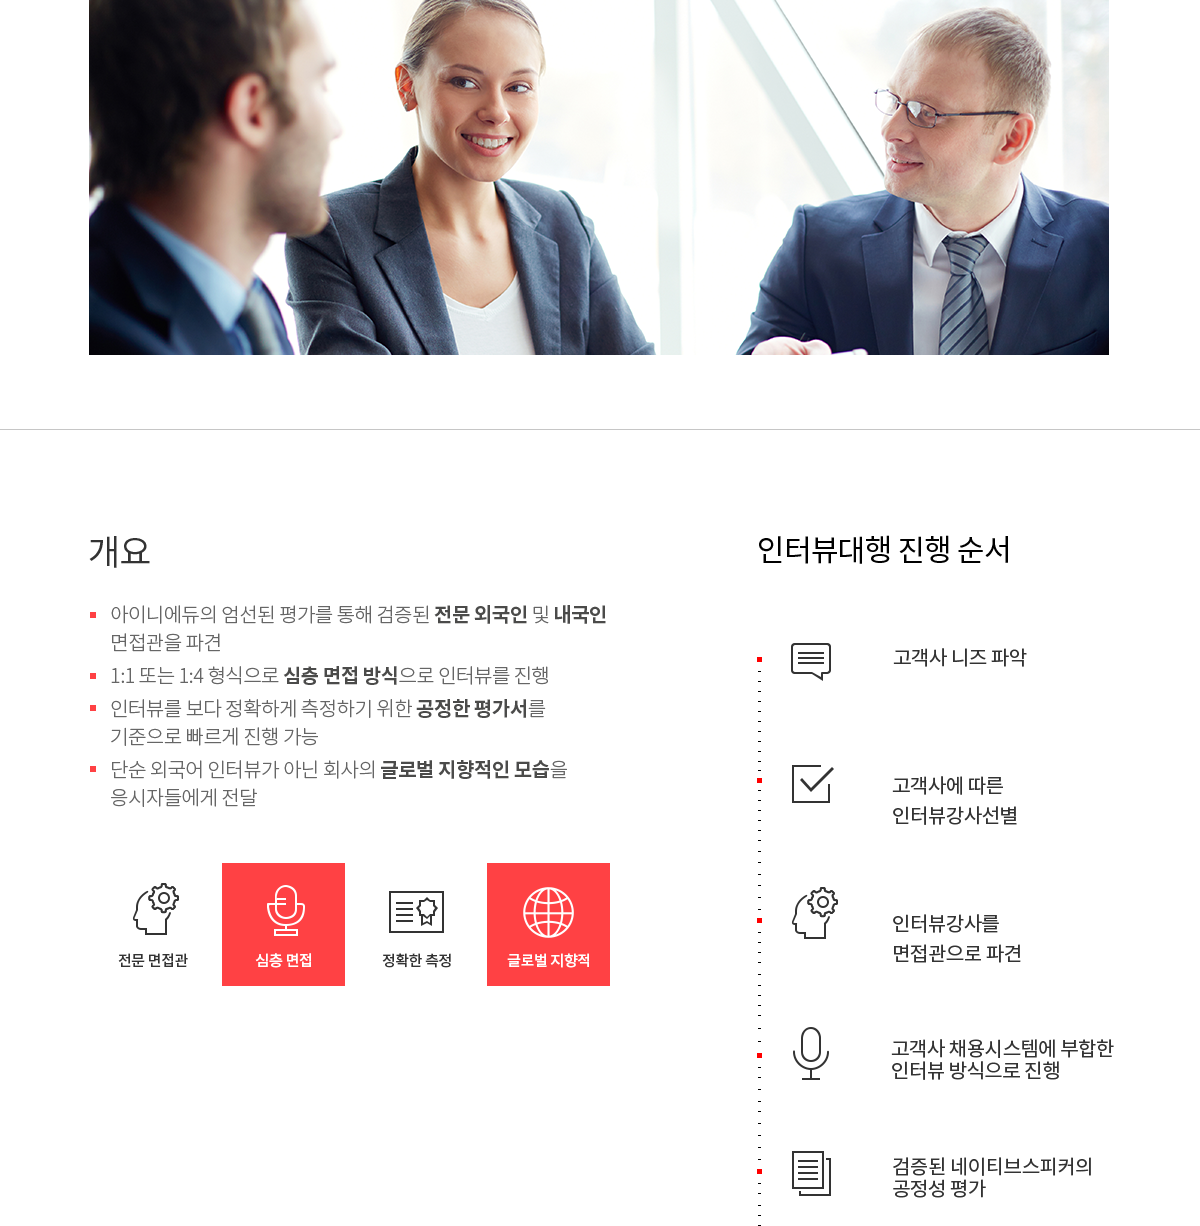 개요
아이니에듀의 엄선된 평가를 통해 검증된 전문 외국인 및 내국인
면접관을 파견
1:1 또는 1:4 형식으로 심층 면접 방식으로 인터뷰를 진행
인터뷰를 보다 정확하게 측정하기 위한 공정한 평가서를
기준으로 빠르게 진행 가능
단순 외국어 인터뷰가 아닌 회사의 글로벌 지향적인 모습을
응시자들에게 전달
전문 면접관
심층 면접
정확한 측정
글로벌 지향적
인터뷰대행 진행 순서
고객사 니즈 파악
고객사에 따른
인터뷰강사선별
인터뷰강사를
면접관으로 파견
고객사 채용시스템에 부합한
인터뷰 방식으로 진행
검증된 네이티브스피커의
공정성 평가